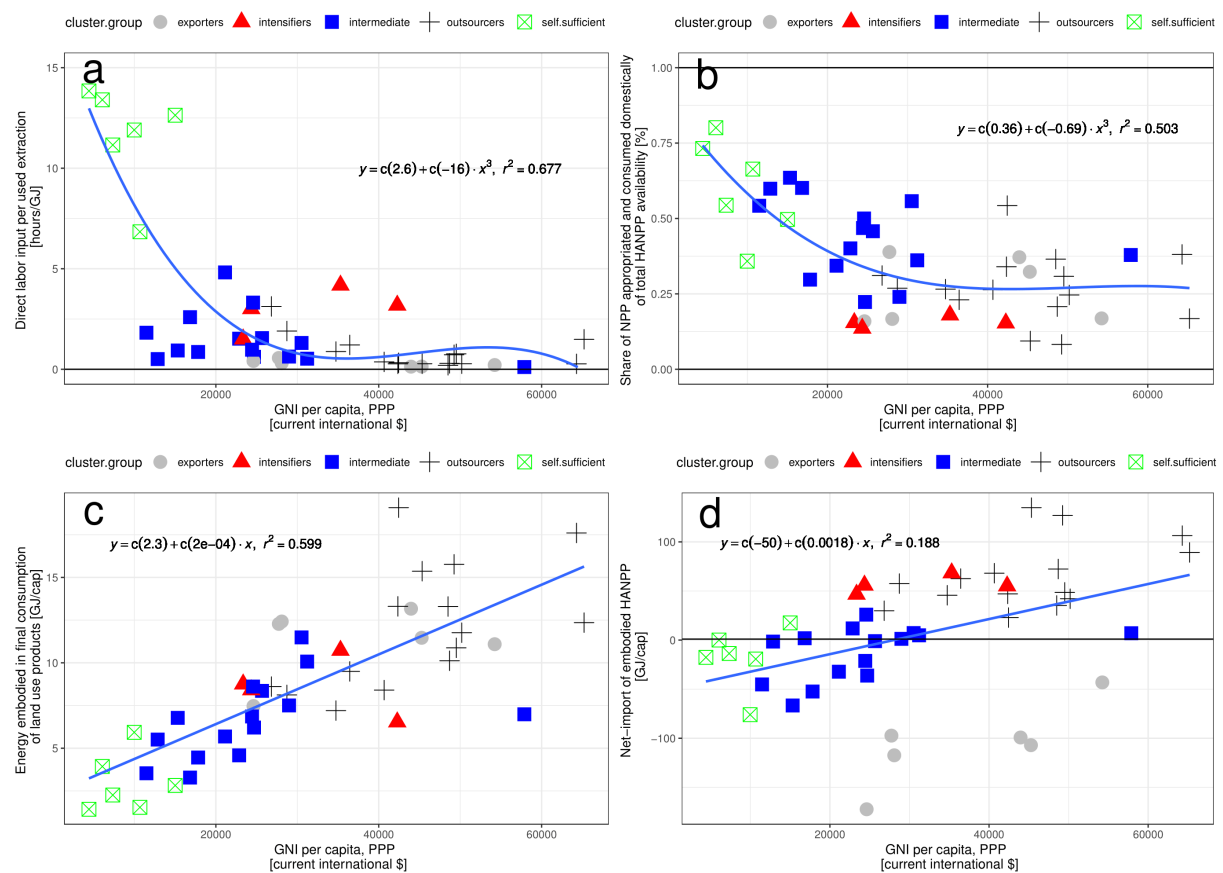 cluster.group exporters intensifiers intermediate outsourcers self.sufficient
a
15
10
5
0
Direct labor input per used extraction
[hours/GJ]
y = c(2.6) + c(−16) · x³, r² = 0.677
20000 40000 60000
GNI per capita, PPP
[current international $]
cluster.group exporters intensifiers intermediate outsourcers self.sufficient
b
1.00
0.75
0.50
0.25
0.00
Share of NPP appropriated and consumed domestically
of total HANPP availability [%]
y = c(0.36) + c(−0.69) · x³, r² = 0.503
20000 40000 60000
GNI per capita, PPP
[current international $]
cluster.group exporters intensifiers intermediate outsourcers self.sufficient
c
15
10
5
Energy embodied in final consumption
of land use products [GJ/cap]
y = c(2.3) + c(2e−04) · x, r² = 0.599
20000 40000 60000
GNI per capita, PPP
[current international $]
cluster.group exporters intensifiers intermediate outsourcers self.sufficient
d
100
0
−100
Net−import of embodied HANPP
[GJ/cap]
y = c(−50) + c(0.0018) · x, r² = 0.188
20000 40000 60000
GNI per capita, PPP
[current international $]